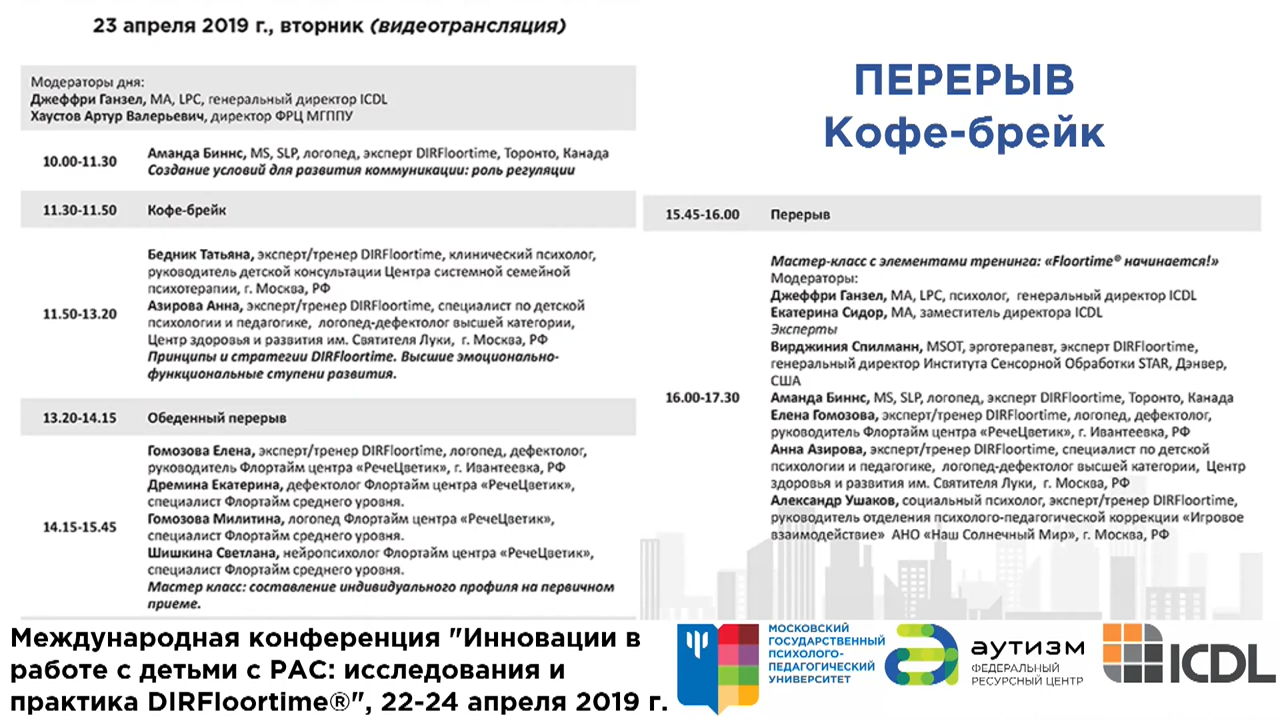 23 апреля 2019 г., вторник (видеотрансляция)
Модераторы дня:
Джеффри Ганзел, MA, LPC, генеральный директор ICDL
Хаустов Артур Валерьевич, директор ФРЦ МГППУ
10.00-11.30
Аманда Биннс, MS, SLP, логопед, эксперт DIRFloortime, Торонто, Канада
Создание условий для развития коммуникации: роль регуляции
11.30-11.50 Кофе-брейк
11.50-13.20
Бедник Татьяна, эксперт/тренер DIRFloortime, клинический психолог,
руководитель детской консультации Центра системной семейной
психотерапии, г. Москва, РФ
Азирова Анна, эксперт/тренер DIRFloortime, специалист по детской
психологии и педагогике, логопед-дефектолог высшей категории,
Центр здоровья и развития им. Святителя Луки, г. Москва, РФ
Принципы и стратегии DIRFloortime. Высшие эмоционально-
функциональные ступени развития.
13.20-14.15 Обеденный перерыв
14.15-15.45
Гомозова Елена, эксперт/тренер DIRFloortime, логопед, дефектолог,
руководитель Флортайм центра «РечеЦветик», г. Ивантеевка, РФ
Дремина Екатерина, дефектолог Флортайм центра «РечеЦветик»,
специалист Флортайм среднего уровня.
Гомозова Милитина, логопед Флортайм центра «РечеЦветик»,
специалист Флортайм среднего уровня.
Шишкина Светлана, нейропсихолог Флортайм центра «РечеЦветик»,
специалист Флортайм среднего уровня.
Мастер класс: составление индивидуального профиля на первичном
приеме.
ПЕРЕРЫВ
Кофе-брейк
15.45-16.00 Перерыв
16.00-17.30
Мастер-класс с элементами тренинга: «Floortime® начинается!»
Модераторы:
Джеффри Ганзел, MA, LPC, психолог, генеральный директор ICDL
Екатерина Сидор, MA, заместитель директора ICDL
Эксперты
Вирджиния Спилманн, MSOT, эрготерапевт, эксперт DIRFloortime,
генеральный директор Института Сенсорной Обработки STAR, Дэнвер,
США
Аманда Биннс, MS, SLP, логопед, эксперт DIRFloortime, Торонто, Канада
Елена Гомозова, эксперт/тренер DIRFloortime, логопед, дефектолог,
руководитель Флортайм центра «РечеЦветик», г. Ивантеевка, РФ
Анна Азирова, эксперт/тренер DIRFloortime, специалист по детской
психологии и педагогике, логопед-дефектолог высшей категории, Центр
здоровья и развития им. Святителя Луки, г. Москва, РФ
Александр Ушаков, социальный психолог, эксперт/тренер DIRFloortime,
руководитель отделения психолого-педагогической коррекции «Игровое
взаимодействие» АНО «Наш Солнечный Мир», г. Москва, РФ
Международная конференция "Инновации в
работе с детьми с РАС: исследования и
практика DIRFloortime®", 22-24 апреля 2019 г.
МОСКОВСКИЙ
ГОСУДАРСТВЕННЫЙ
ПСИХОЛОГО-
ПЕДАГОГИЧЕСКИЙ
УНИВЕРСИТЕТ
аутизм
ФЕДЕРАЛЬНЫЙ
РЕСУРСНЫЙ ЦЕНТР
ICDL